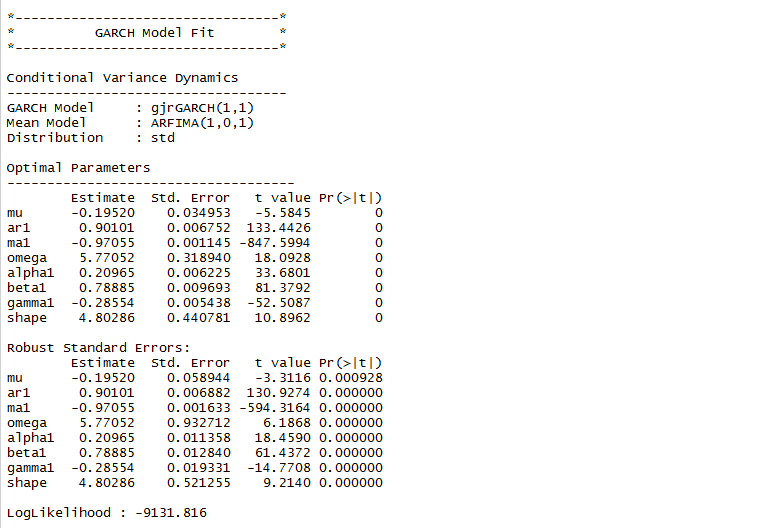 *---------------------------------*
*          GARCH Model Fit        *
*---------------------------------*
Conditional Variance Dynamics
-----------------------------------
GARCH Model     : gjrGARCH(1,1)
Mean Model      : ARFIMA(1,0,1)
Distribution    : std
Optimal Parameters
------------------------------------
        Estimate  Std. Error   t value Pr(>|t|)
mu      -0.19520    0.034953   -5.5845        0
ar1      0.90101    0.006752  133.4426        0
ma1     -0.97055    0.001145 -847.5994        0
omega    5.77052    0.318940   18.0928        0
alpha1   0.20965    0.006225   33.6801        0
beta1    0.78885    0.009693   81.3792        0
gamma1  -0.28554    0.005438  -52.5087        0
shape    4.80286    0.440781   10.8962        0
Robust Standard Errors:
        Estimate  Std. Error   t value Pr(>|t|)
mu      -0.19520    0.058944   -3.3116 0.000928
ar1      0.90101    0.006882  130.9274 0.000000
ma1     -0.97055    0.001633 -594.3164 0.000000
omega    5.77052    0.932712    6.1868 0.000000
alpha1   0.20965    0.011358   18.4590 0.000000
beta1    0.78885    0.012840   61.4372 0.000000
gamma1  -0.28554    0.019331  -14.7708 0.000000
shape    4.80286    0.521255    9.2140 0.000000
LogLikelihood : -9131.816